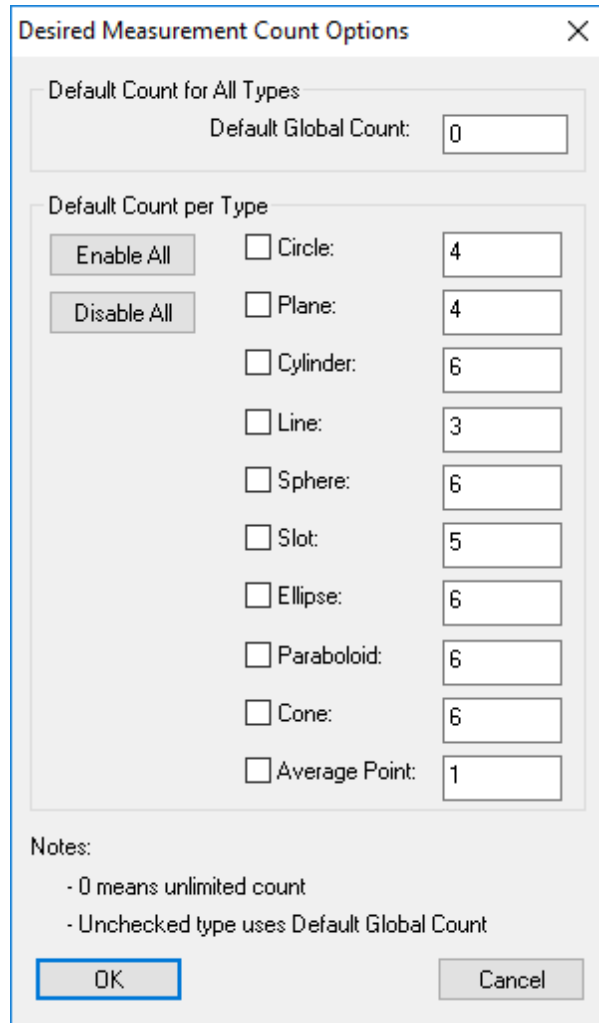 Desired Measurement Count Options
Default Count for All Types
Default Global Count: 0
Default Count per Type
Enable All
Disable All
Circle: 4
Plane: 4
Cylinder: 6
Line: 3
Sphere: 6
Slot: 5
Ellipse: 6
Paraboloid: 6
Cone: 6
Average Point: 1
Notes:
- 0 means unlimited count
- Unchecked type uses Default Global Count
OK Cancel